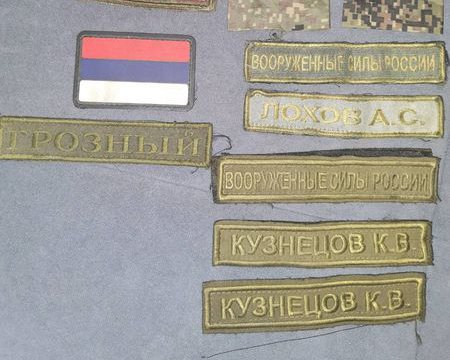 ВООРУЖЕННЫЕ СИЛЫ РОССИИ
ЛОХОВ А.С.
ГРОЗНЫЙ
ВООРУЖЕННЫЕ СИЛЫ РОССИИ
КУЗНЕЦОВ К.В.
КУЗНЕЦОВ К.В.